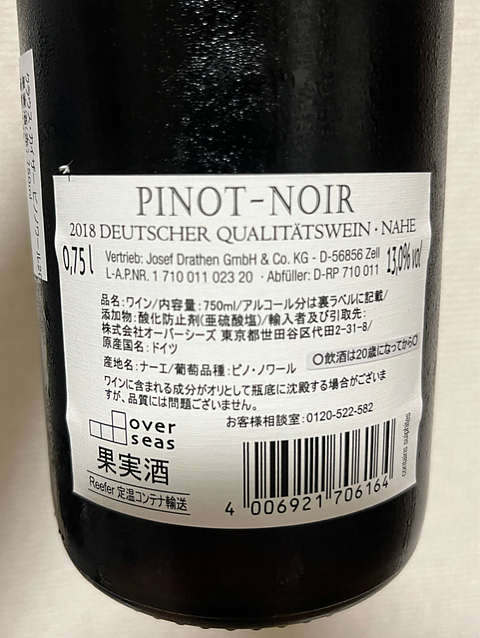 PINOT-NOIR
2018 DEUTSCHER QUALITÄTSWEIN · NAHE
0,75 l
Vertrieb: Josef Drathen GmbH & Co. KG - D-56856 Zell
13,0% vol
L-A.P.NR. 1 710 011 023 20 · Abfüller: D-RP 710 011
品名:ワイン/内容量:750ml/アルコール分は裏ラベルに記載/
添加物:酸化防止剤(亜硫酸塩)/輸入者及び引取先:
株式会社オーバーシーズ 東京都世田谷区代田2-31-8/
原産国名:ドイツ
〇飲酒は20歳になってから〇
産地名:ナーエ/葡萄品種:ピノ・ノワール
ワインに含まれる成分がオリとして瓶底に沈殿する場合がございま
すが、品質には問題ございません。
お客様相談室:0120-522-582
over
seas
果実酒
Reefer 定温コンテナ輸送
4 006921 706164
contains sulphites
750ml